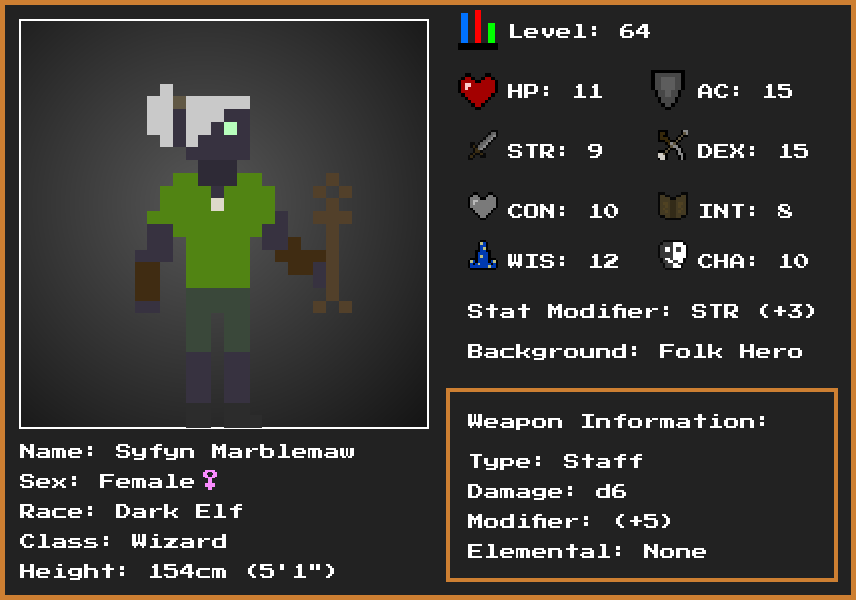 Level: 64
HP: 11 AC: 15
STR: 9 DEX: 15
CON: 10 INT: 8
WIS: 12 CHA: 10
Stat Modifier: STR (+3)
Background: Folk Hero
Name: Syfyn Marblemaw
Sex: Female♀
Race: Dark Elf
Class: Wizard
Height: 154cm (5'1")
Weapon Information:
Type: Staff
Damage: d6
Modifier: (+5)
Elemental: None